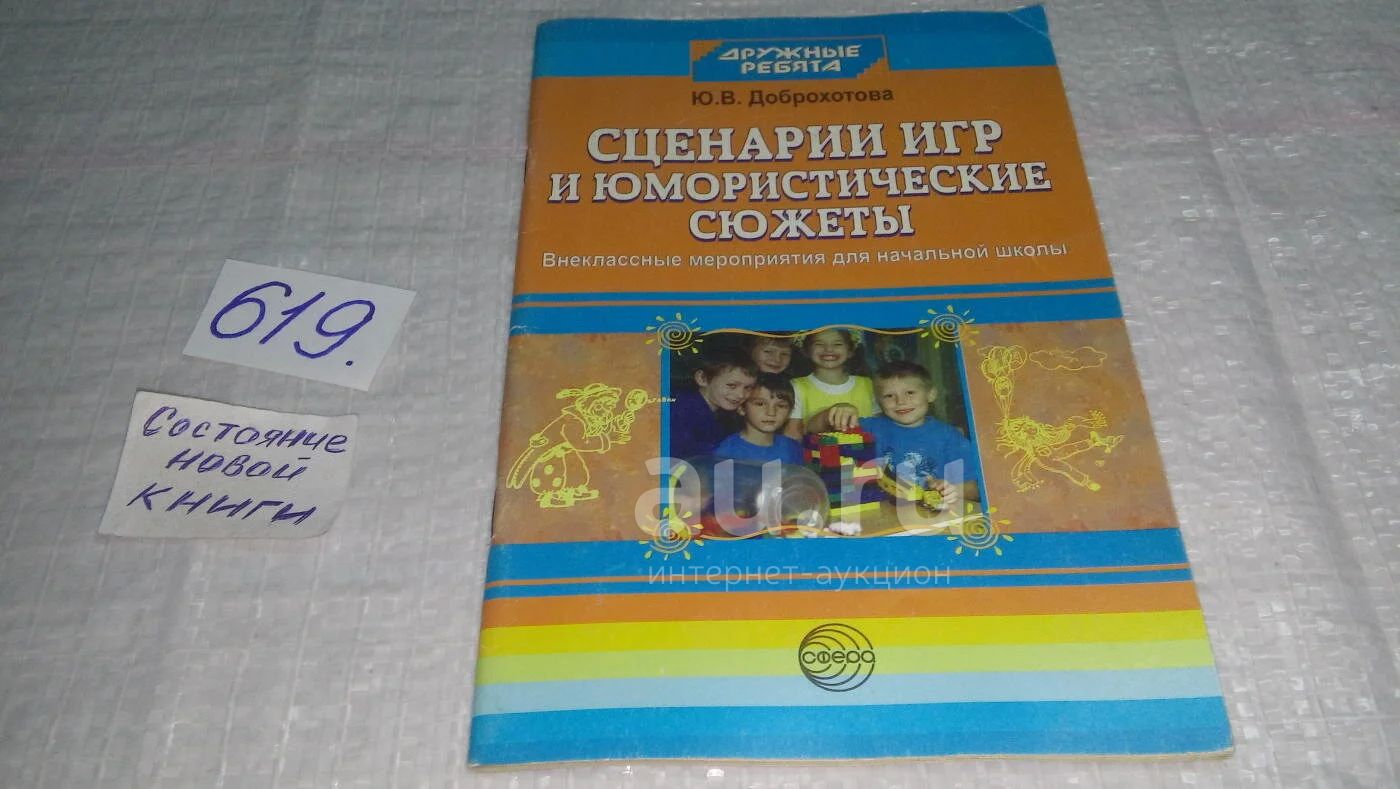 ДРУЖНЫЕ
РЕБЯТА
Ю.В. Доброхотова
СЦЕНАРИИ ИГР
И ЮМОРИСТИЧЕСКИЕ
СЮЖЕТЫ
Внеклассные мероприятия для начальной школы
619.
Состояние
новой
книги
au.ru
интернет-аукцион
сфера